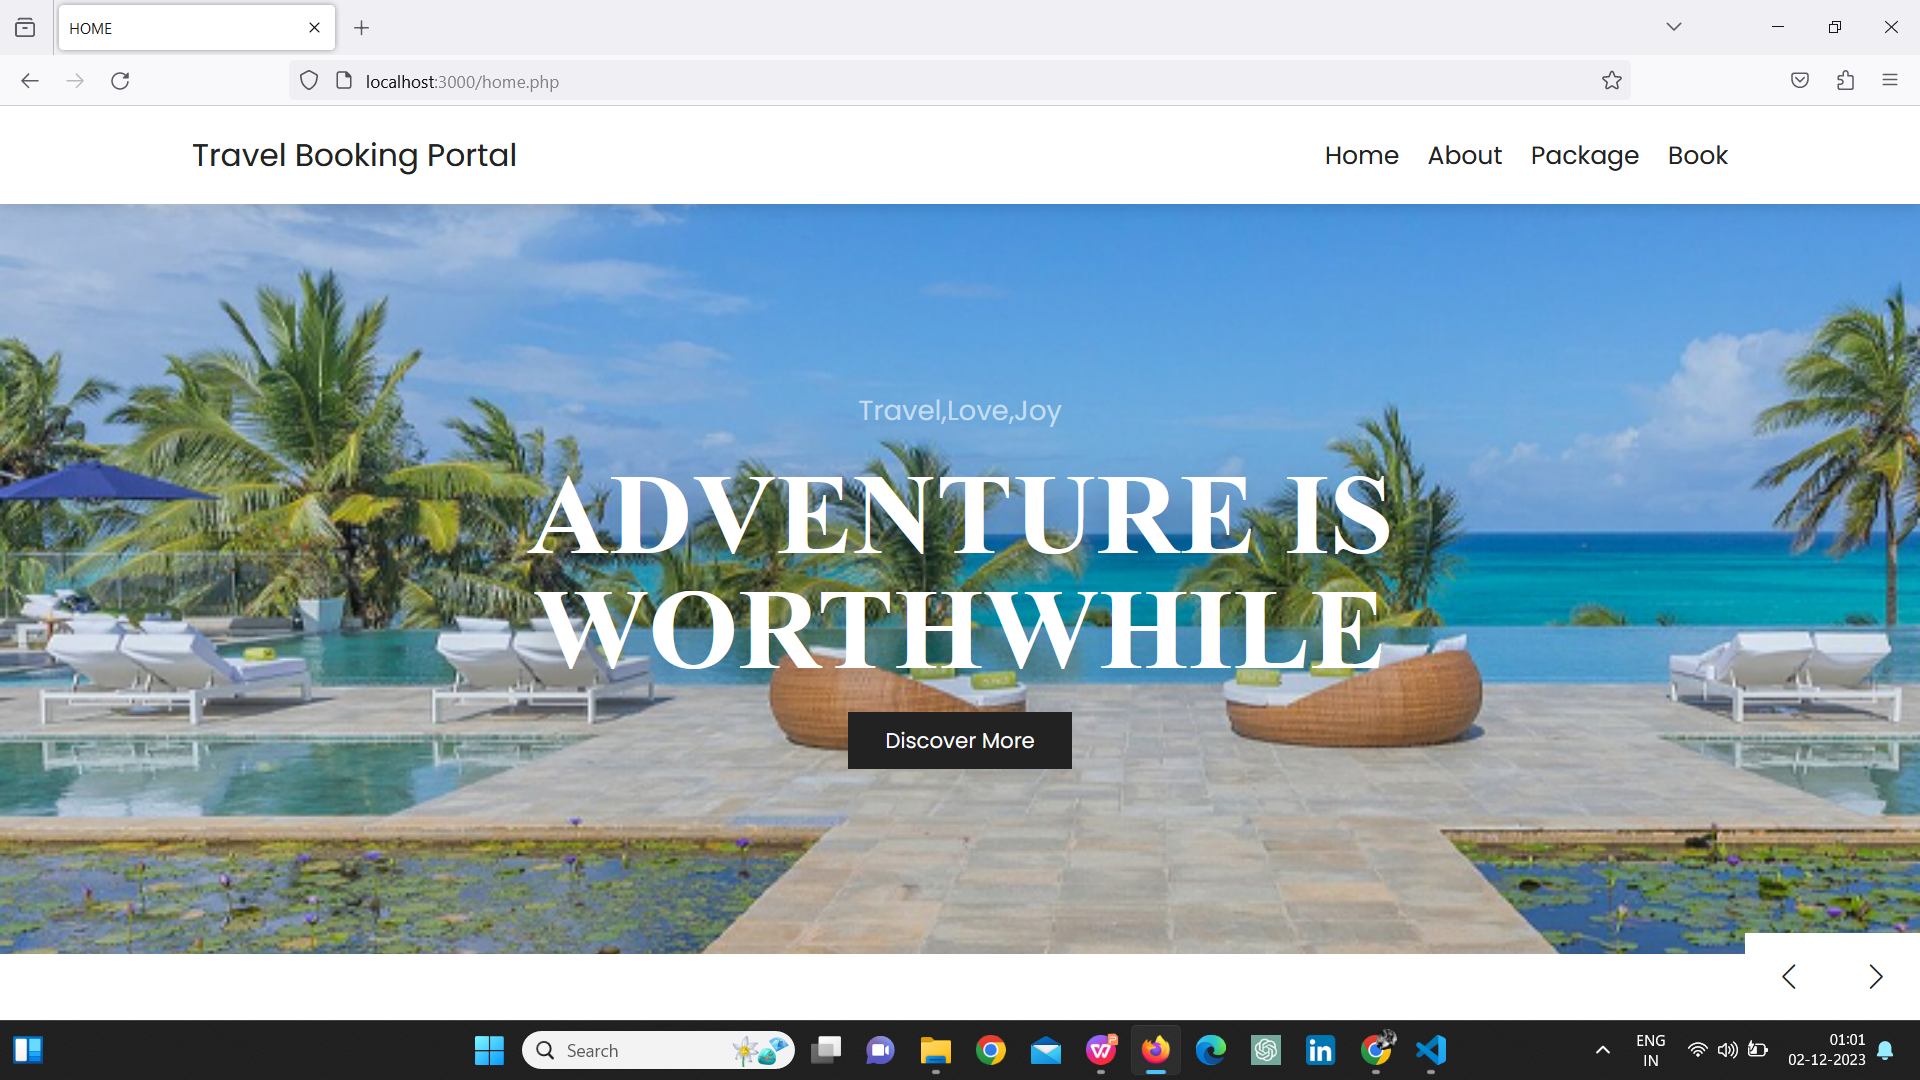 HOME
localhost:3000/home.php
Travel Booking Portal
Home About Package Book
Travel,Love,Joy
ADVENTURE IS
WORTHWHILE
Discover More
Search
ENG
IN
01:01
02-12-2023